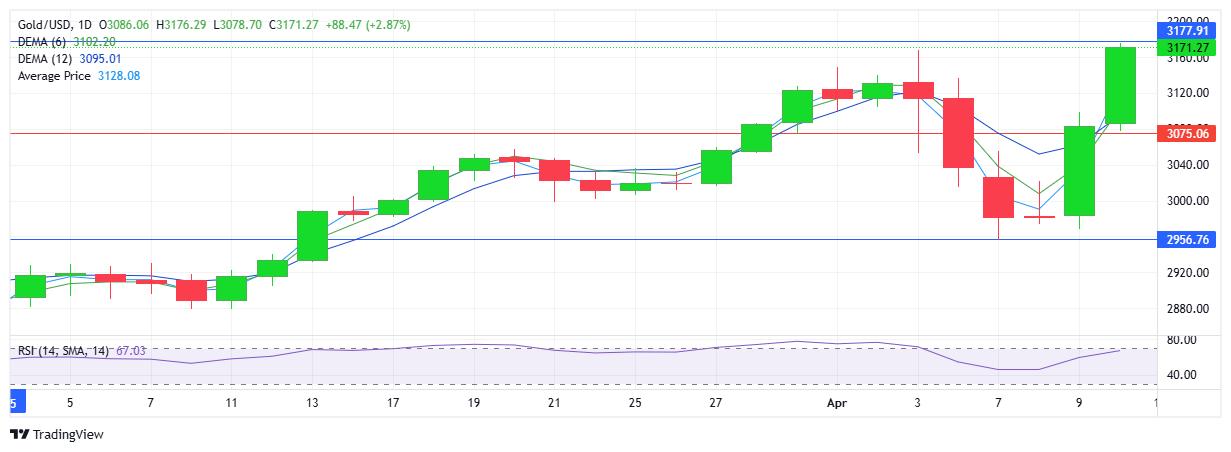 Gold/USD, 1D O3086.06 H3176.29 L3078.70 C3171.27 +88.47 (+2.87%)
DEMA (6) 3102.20
DEMA (12) 3095.01
Average Price 3128.08
3200.00
3177.91
3171.27
3160.00
3120.00
3075.06
3040.00
3000.00
2956.76
2920.00
2880.00
RSI (14, SMA, 14) 67.03
80.00
40.00
5 5 7 11 13 17 19 21 25 27 Apr 3 7 9
TradingView